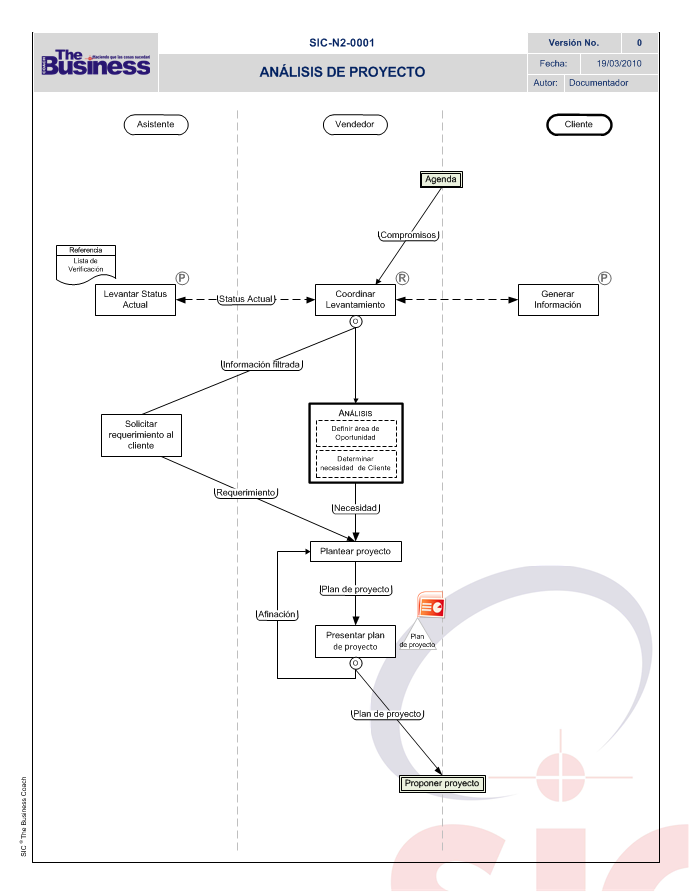 SIC-N2-0001
Versión No.
0
The
Haciendo que las cosas sucedan
Business
ANÁLISIS DE PROYECTO
Fecha:
19/03/2010
Autor:
Documentador
Asistente
Vendedor
Cliente
Agenda
Compromisos
Referencia
Lista de
Verificación
P
R
P
Levantar Status
Actual
Status Actual
Coordinar
Levantamiento
Generar
Información
O
Información filtrada
ANÁLISIS
Definir área de
Oportunidad
Determinar
necesidad de Cliente
Solicitar
requerimiento al
cliente
Requerimiento
Necesidad
Plantear proyecto
Plan de proyecto
Afinación
Presentar plan
de proyecto
Plan
de proyecto
O
Plan de proyecto
Proponer proyecto
SIC ® The Business Coach
sic